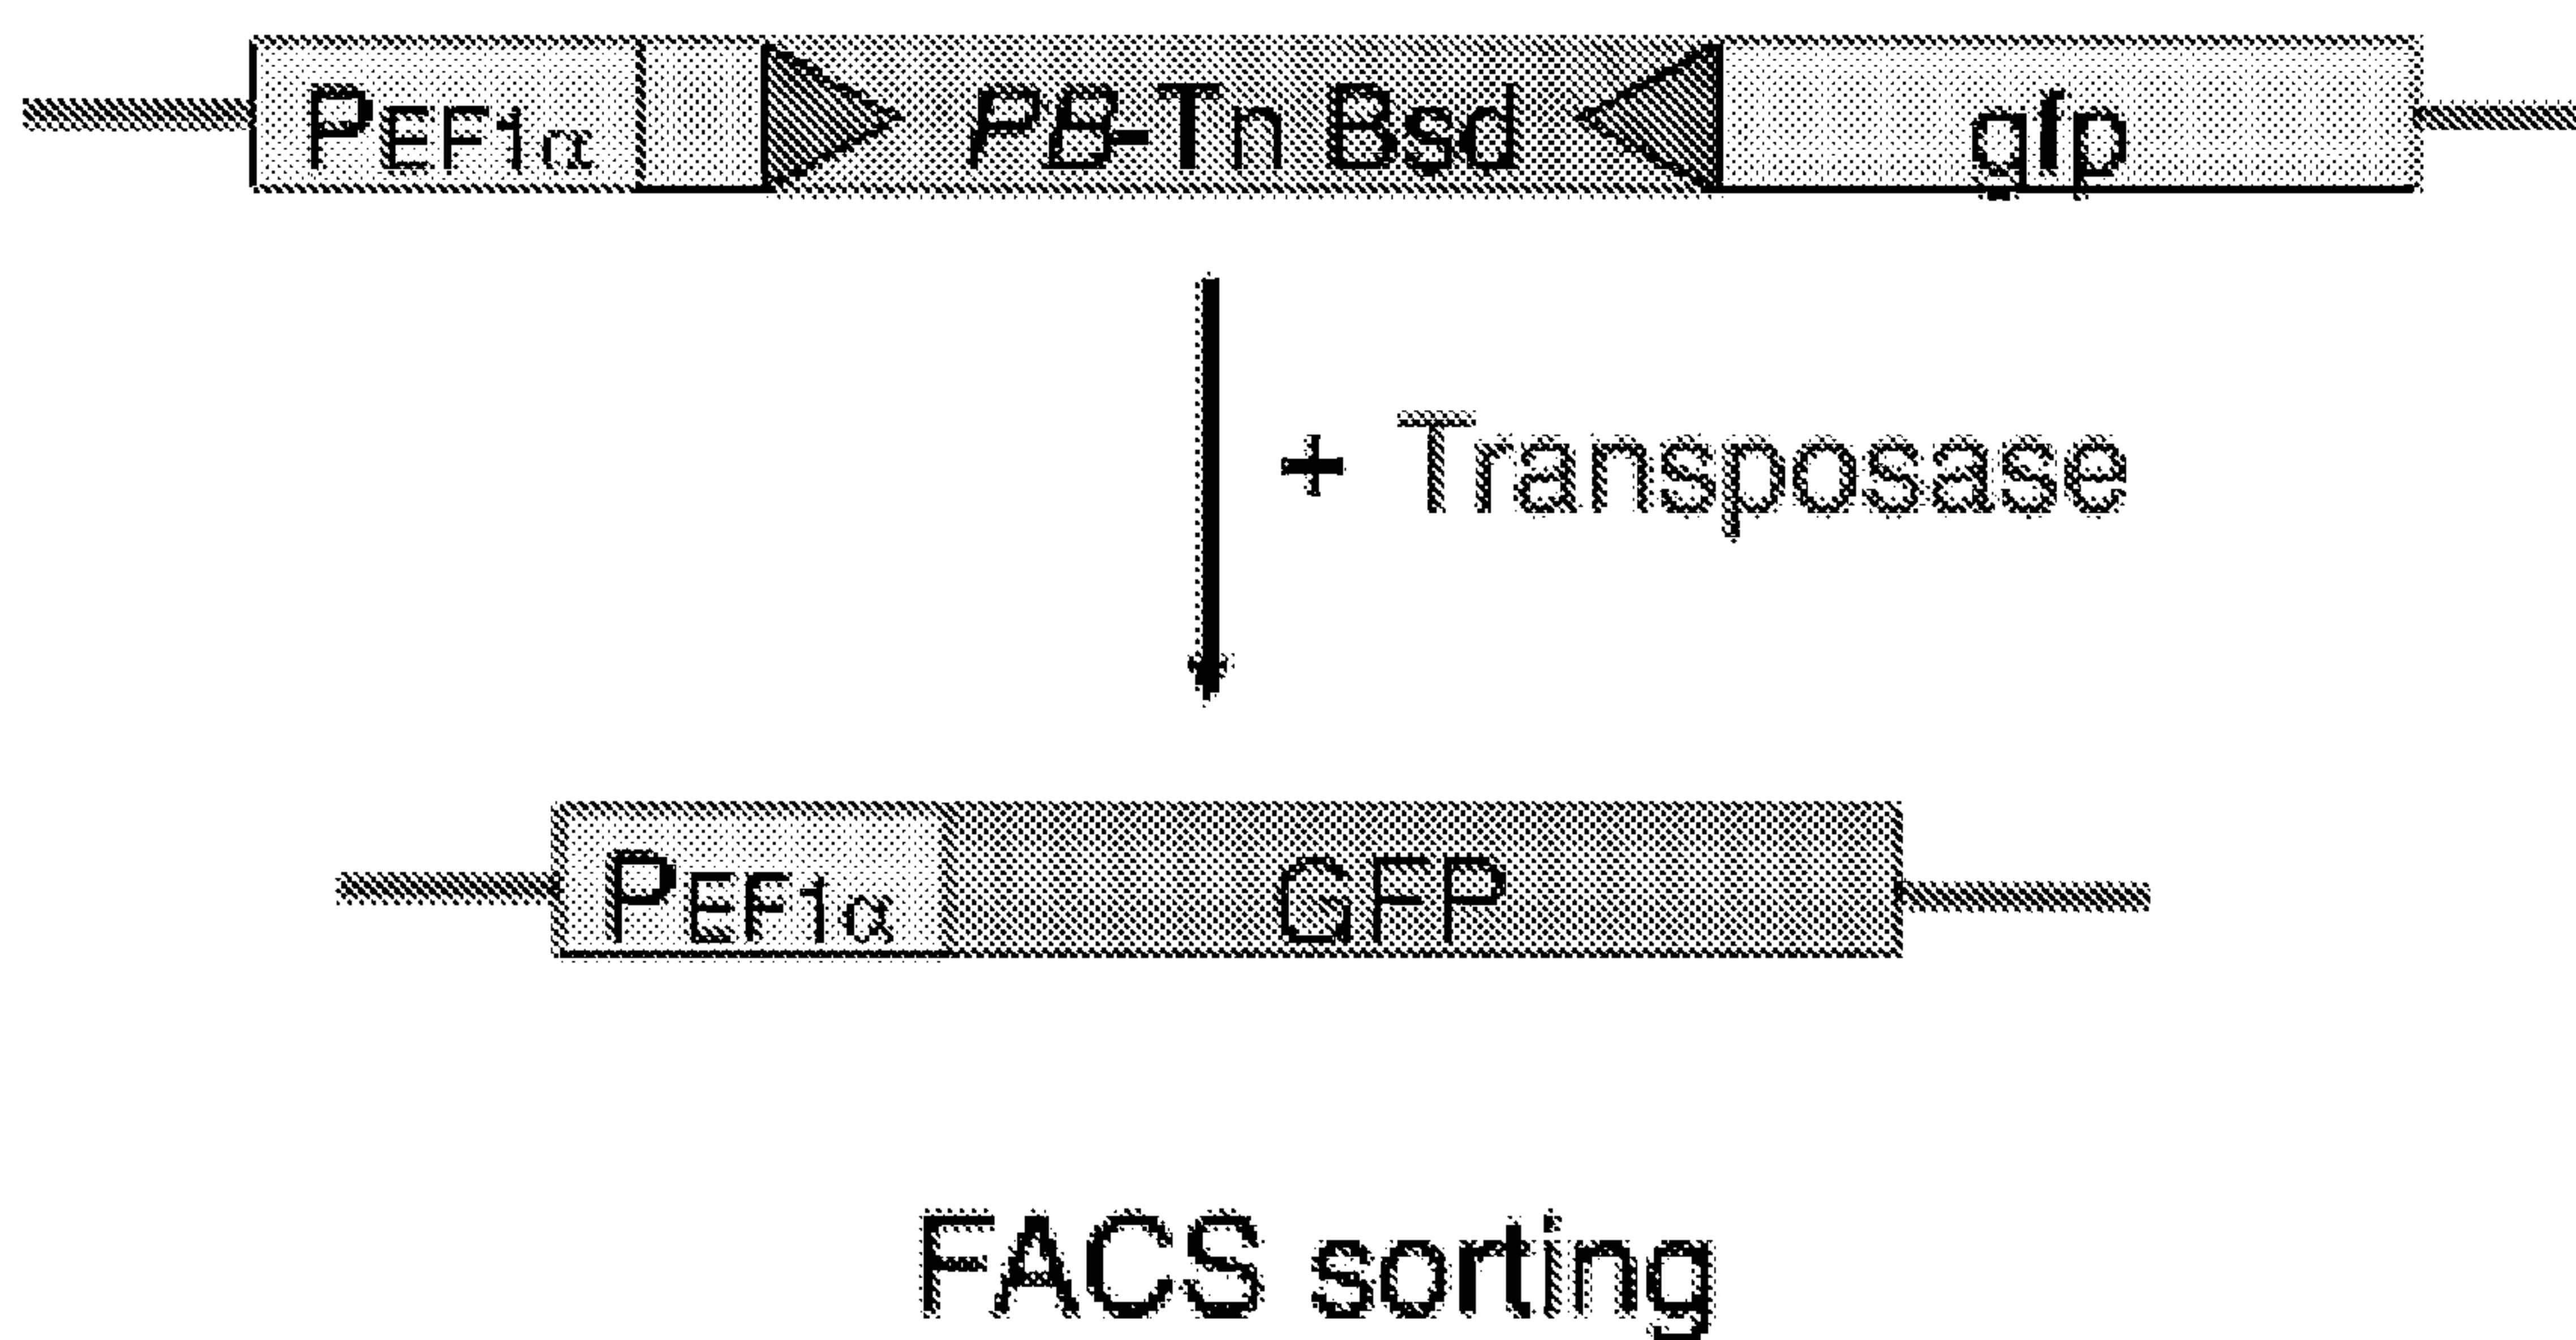 PEF1α PB-Tn Bsd gfp
+ Transposase
PEF1α GFP
FACS sorting